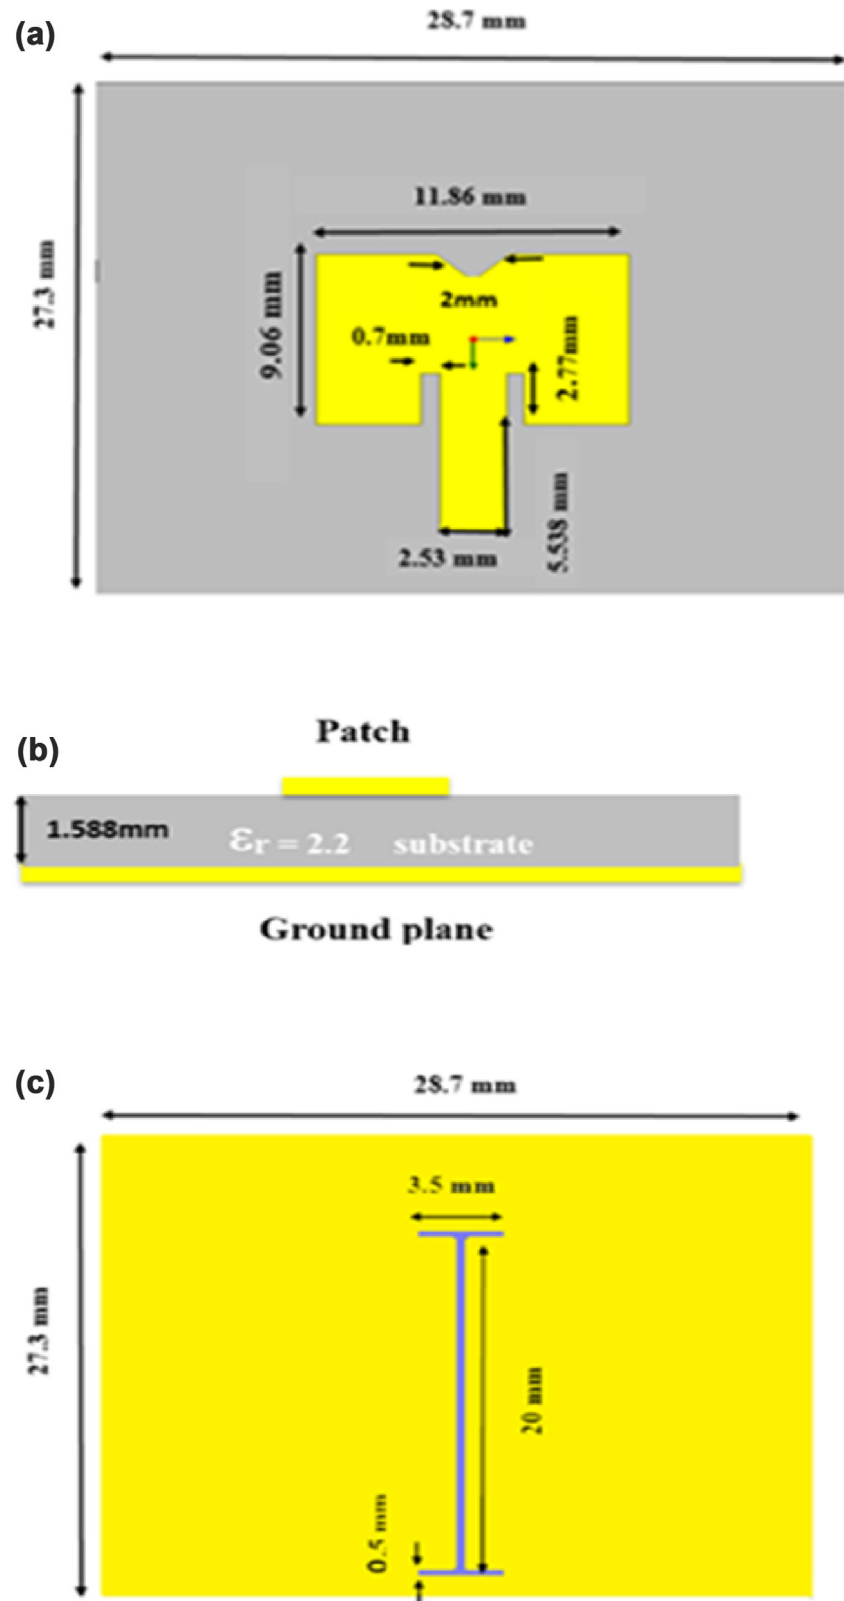 (a)
28.7 mm
27.3 mm
11.86 mm
9.06 mm
2mm
0.7mm
2.77mm
2.53 mm
5.538 mm
(b)
Patch
1.588mm
εr = 2.2 substrate
Ground plane
(c)
28.7 mm
27.3 mm
3.5 mm
20 mm
0.5 mm